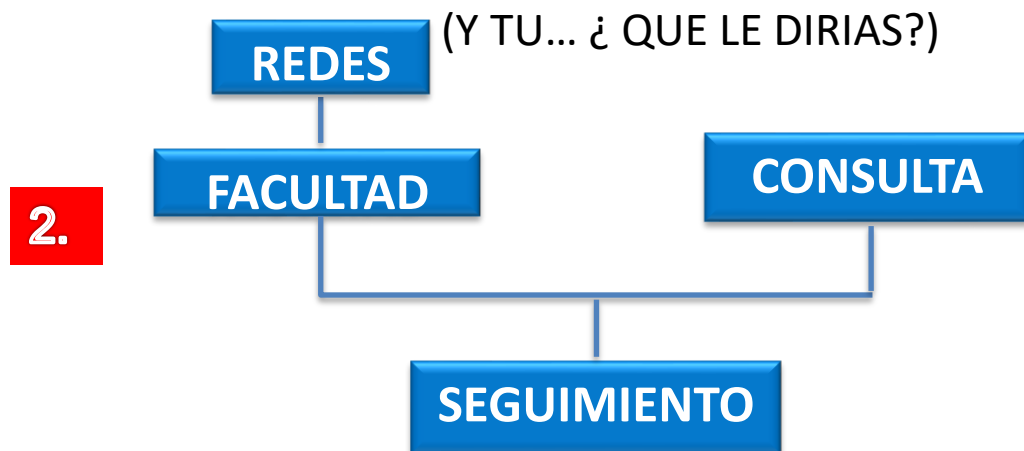 (Y TU... ¿ QUE LE DIRIAS?)
REDES
FACULTAD
CONSULTA
2.
SEGUIMIENTO